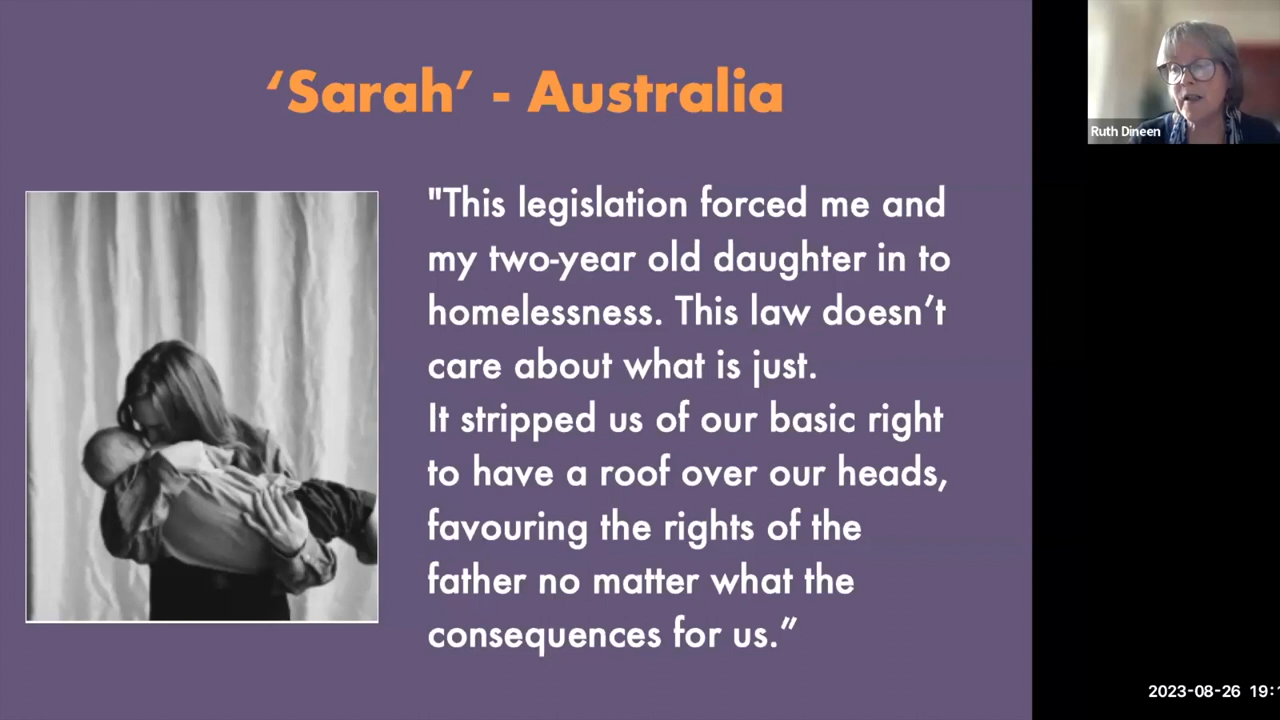 ‘Sarah’ - Australia
"This legislation forced me and
my two-year old daughter in to
homelessness. This law doesn’t
care about what is just.
It stripped us of our basic right
to have a roof over our heads,
favouring the rights of the
father no matter what the
consequences for us.”
Ruth Dineen
2023-08-26 19:1